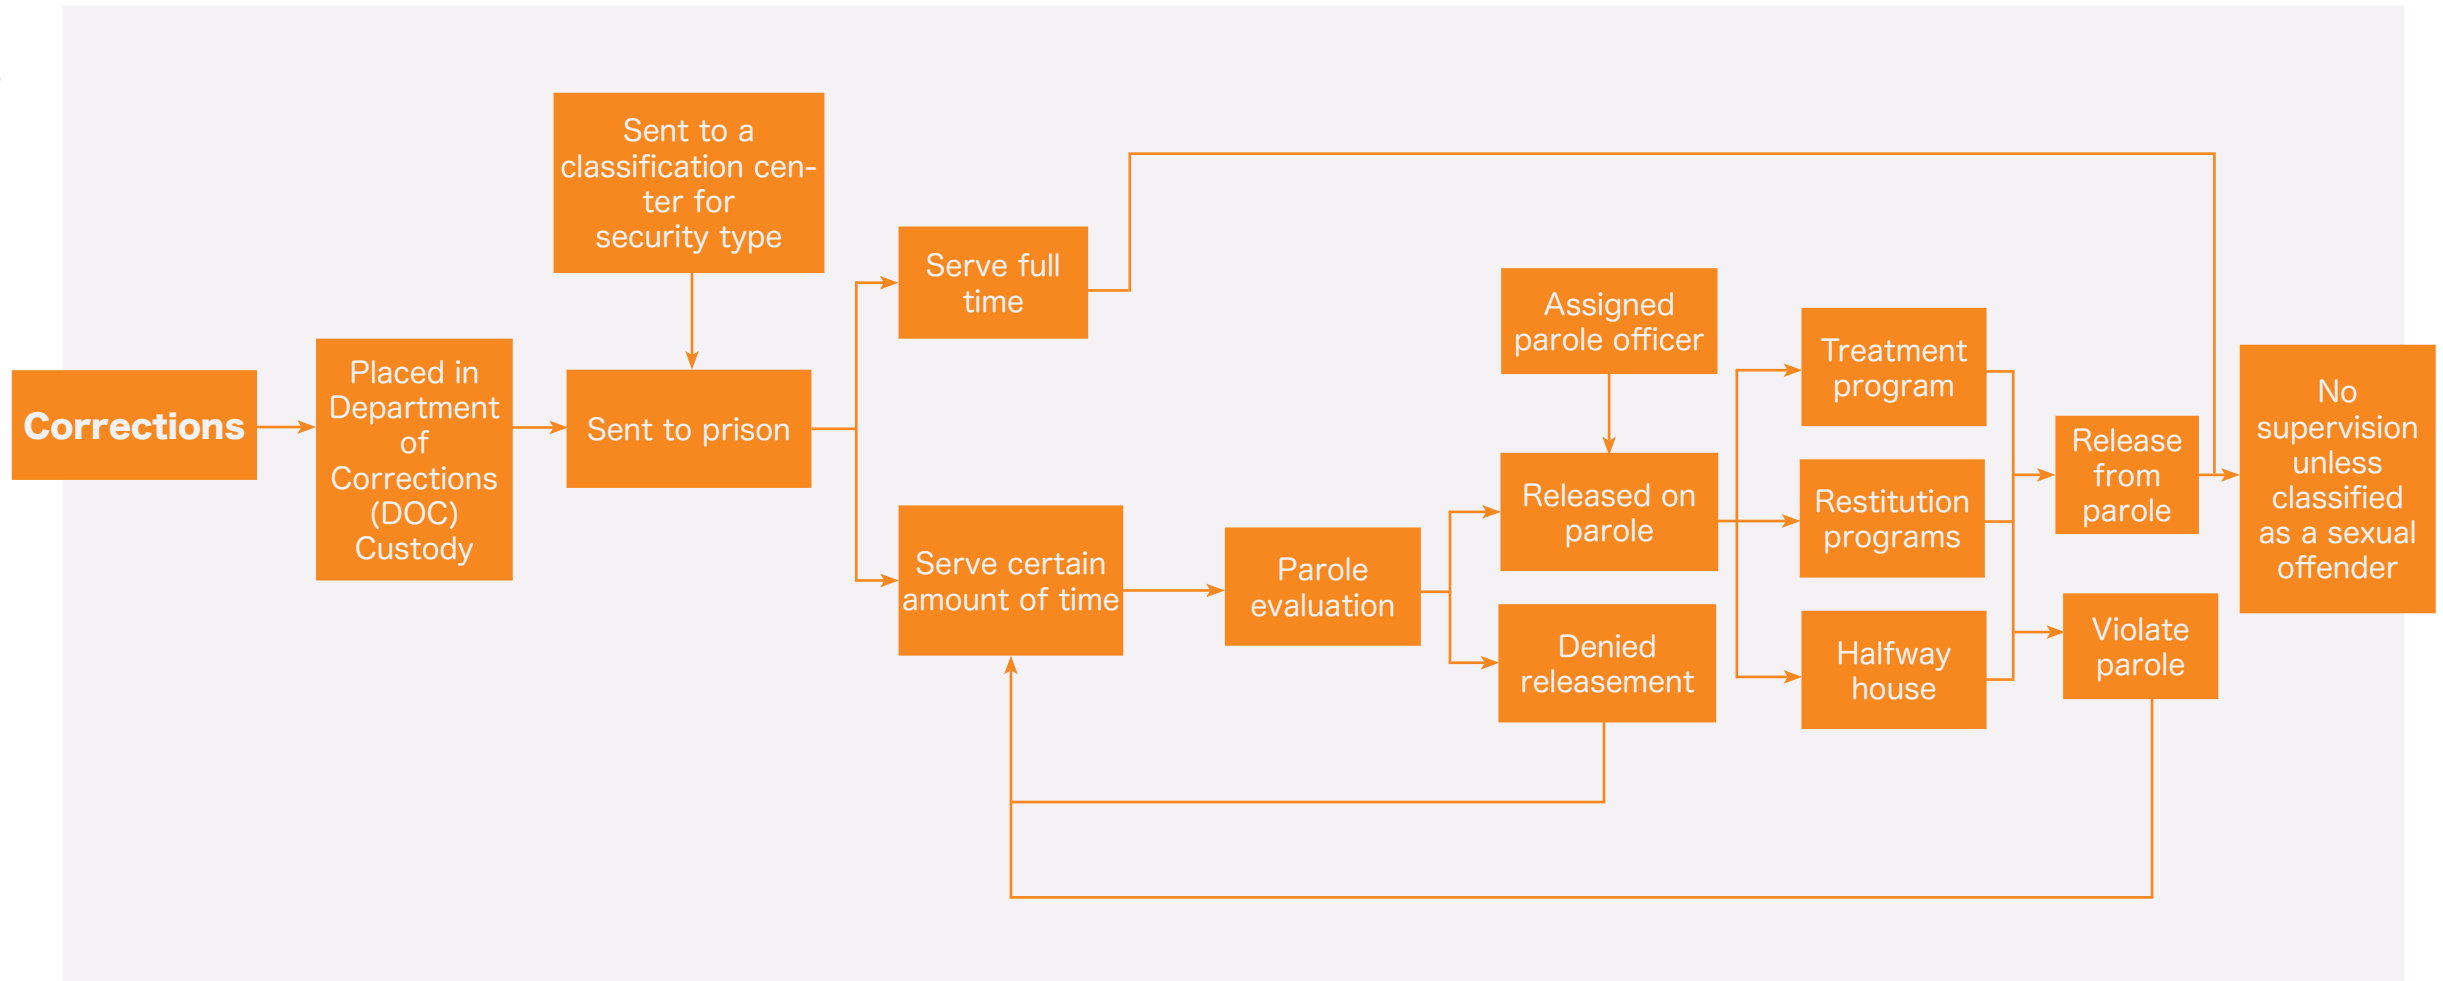 Sent to a
classification cen-
ter for
security type
Serve full
time
Assigned
parole officer
Treatment
program
Corrections
Placed in
Department
of
Corrections
(DOC)
Custody
Sent to prison
Serve certain
amount of time
Parole
evaluation
Released on
parole
Denied
releasement
Restitution
programs
Halfway
house
Release
from
parole
Violate
parole
No
supervision
unless
classified
as a sexual
offender